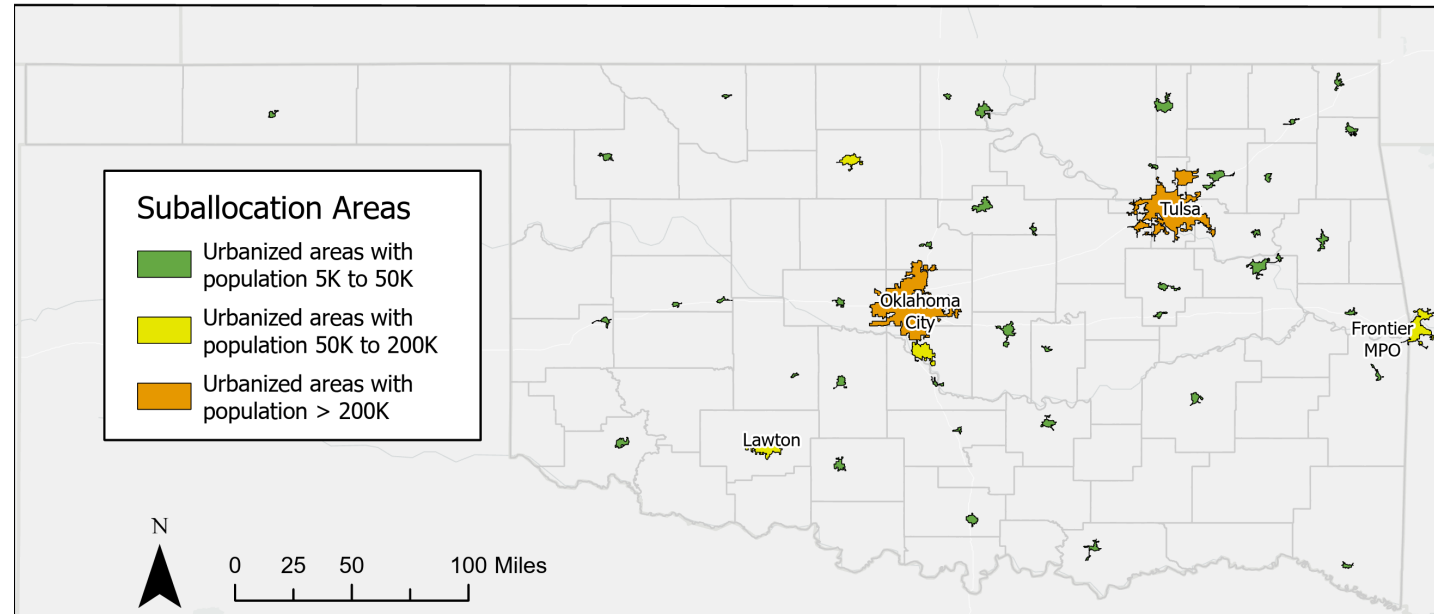 Suballocation Areas
Urbanized areas with
population 5K to 50K
Urbanized areas with
population 50K to 200K
Urbanized areas with
population > 200K
Tulsa
Oklahoma
City
Frontier
MPO
Lawton
N
0 25 50 100 Miles